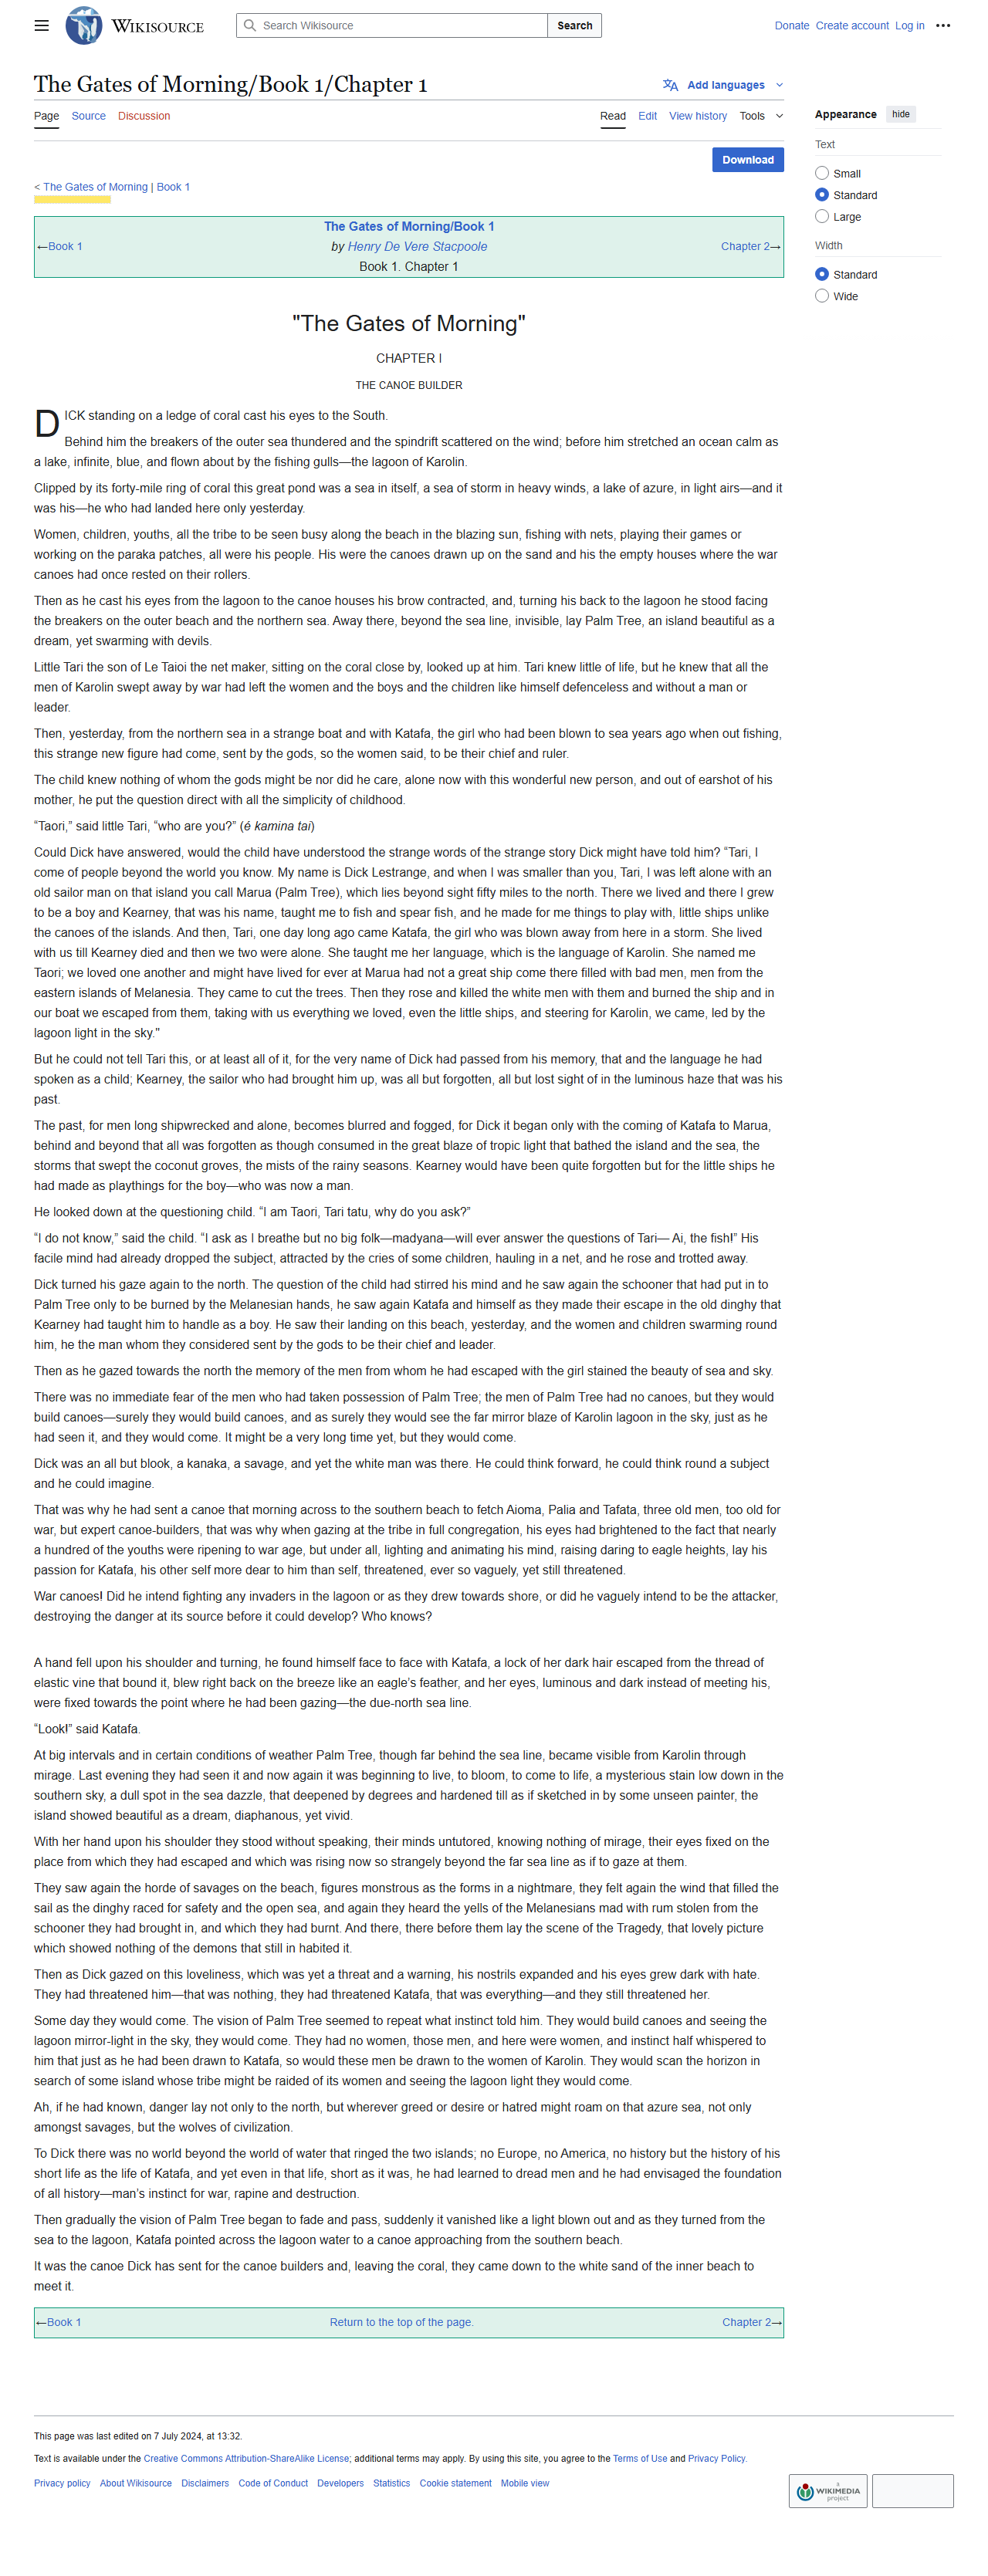 WIKISOURCE
Search Wikisource
Search
Donate Create account Log in
The Gates of Morning/Book 1/Chapter 1
Add languages
Page Source Discussion
Read Edit View history Tools
Download
< The Gates of Morning | Book 1
The Gates of Morning/Book 1
←Book 1
by Henry De Vere Stacpoole
Chapter 2→
Book 1. Chapter 1
Appearance hide
Text
Small
Standard
Large
Width
Standard
Wide
"The Gates of Morning"
CHAPTER I
THE CANOE BUILDER
DICK standing on a ledge of coral cast his eyes to the South.
Behind him the breakers of the outer sea thundered and the spindrift scattered on the wind; before him stretched an ocean calm as
a lake, infinite, blue, and flown about by the fishing gulls—the lagoon of Karolin.
Clipped by its forty-mile ring of coral this great pond was a sea in itself, a sea of storm in heavy winds, a lake of azure, in light airs—and it
was his—he who had landed here only yesterday.
Women, children, youths, all the tribe to be seen busy along the beach in the blazing sun, fishing with nets, playing their games or
working on the paraka patches, all were his people. His were the canoes drawn up on the sand and his the empty houses where the war
canoes had once rested on their rollers.
Then as he cast his eyes from the lagoon to the canoe houses his brow contracted, and, turning his back to the lagoon he stood facing
the breakers on the outer beach and the northern sea. Away there, beyond the sea line, invisible, lay Palm Tree, an island beautiful as a
dream, yet swarming with devils.
Little Tari the son of Le Taioi the net maker, sitting on the coral close by, looked up at him. Tari knew little of life, but he knew that all the
men of Karolin swept away by war had left the women and the boys and the children like himself defenceless and without a man or
leader.
Then, yesterday, from the northern sea in a strange boat and with Katafa, the girl who had been blown to sea years ago when out fishing,
this strange new figure had come, sent by the gods, so the women said, to be their chief and ruler.
The child knew nothing of whom the gods might be nor did he care, alone now with this wonderful new person, and out of earshot of his
mother, he put the question direct with all the simplicity of childhood.
“Taori,” said little Tari, “who are you?” (é kamina tai)
Could Dick have answered, would the child have understood the strange words of the strange story Dick might have told him? “Tari, I
come of people beyond the world you know. My name is Dick Lestrange, and when I was smaller than you, Tari, I was left alone with an
old sailor man on that island you call Marua (Palm Tree), which lies beyond sight fifty miles to the north. There we lived and there I grew
to be a boy and Kearney, that was his name, taught me to fish and spear fish, and he made for me things to play with, little ships unlike
the canoes of the islands. And then, Tari, one day long ago came Katafa, the girl who was blown away from here in a storm. She lived
with us till Kearney died and then we two were alone. She taught me her language, which is the language of Karolin. She named me
Taori; we loved one another and might have lived for ever at Marua had not a great ship come there filled with bad men, men from the
eastern islands of Melanesia. They came to cut the trees. Then they rose and killed the white men with them and burned the ship and in
our boat we escaped from them, taking with us everything we loved, even the little ships, and steering for Karolin, we came, led by the
lagoon light in the sky."
But he could not tell Tari this, or at least all of it, for the very name of Dick had passed from his memory, that and the language he had
spoken as a child; Kearney, the sailor who had brought him up, was all but forgotten, all but lost sight of in the luminous haze that was his
past.
The past, for men long shipwrecked and alone, becomes blurred and fogged, for Dick it began only with the coming of Katafa to Marua,
behind and beyond that all was forgotten as though consumed in the great blaze of tropic light that bathed the island and the sea, the
storms that swept the coconut groves, the mists of the rainy seasons. Kearney would have been quite forgotten but for the little ships he
had made as playthings for the boy—who was now a man.
He looked down at the questioning child. “I am Taori, Tari tatu, why do you ask?”
“I do not know,” said the child. “I ask as I breathe but no big folk—madyana—will ever answer the questions of Tari— Ai, the fish!” His
facile mind had already dropped the subject, attracted by the cries of some children, hauling in a net, and he rose and trotted away.
Dick turned his gaze again to the north. The question of the child had stirred his mind and he saw again the schooner that had put in to
Palm Tree only to be burned by the Melanesian hands, he saw again Katafa and himself as they made their escape in the old dinghy that
Kearney had taught him to handle as a boy. He saw their landing on this beach, yesterday, and the women and children swarming round
him, he the man whom they considered sent by the gods to be their chief and leader.
Then as he gazed towards the north the memory of the men from whom he had escaped with the girl stained the beauty of sea and sky.
There was no immediate fear of the men who had taken possession of Palm Tree; the men of Palm Tree had no canoes, but they would
build canoes—surely they would build canoes, and as surely they would see the far mirror blaze of Karolin lagoon in the sky, just as he
had seen it, and they would come. It might be a very long time yet, but they would come.
Dick was an all but blook, a kanaka, a savage, and yet the white man was there. He could think forward, he could think round a subject
and he could imagine.
That was why he had sent a canoe that morning across to the southern beach to fetch Aioma, Palia and Tafata, three old men, too old for
war, but expert canoe-builders, that was why when gazing at the tribe in full congregation, his eyes had brightened to the fact that nearly
a hundred of the youths were ripening to war age, but under all, lighting and animating his mind, raising daring to eagle heights, lay his
passion for Katafa, his other self more dear to him than self, threatened, ever so vaguely, yet still threatened.
War canoes! Did he intend fighting any invaders in the lagoon or as they drew towards shore, or did he vaguely intend to be the attacker,
destroying the danger at its source before it could develop? Who knows?
A hand fell upon his shoulder and turning, he found himself face to face with Katafa, a lock of her dark hair escaped from the thread of
elastic vine that bound it, blew right back on the breeze like an eagle’s feather, and her eyes, luminous and dark instead of meeting his,
were fixed towards the point where he had been gazing—the due-north sea line.
“Look!” said Katafa.
At big intervals and in certain conditions of weather Palm Tree, though far behind the sea line, became visible from Karolin through
mirage. Last evening they had seen it and now again it was beginning to live, to bloom, to come to life, a mysterious stain low down in the
southern sky, a dull spot in the sea dazzle, that deepened by degrees and hardened till as if sketched in by some unseen painter, the
island showed beautiful as a dream, diaphanous, yet vivid.
With her hand upon his shoulder they stood without speaking, their minds untutored, knowing nothing of mirage, their eyes fixed on the
place from which they had escaped and which was rising now so strangely beyond the far sea line as if to gaze at them.
They saw again the horde of savages on the beach, figures monstrous as the forms in a nightmare, they felt again the wind that filled the
sail as the dinghy raced for safety and the open sea, and again they heard the yells of the Melanesians mad with rum stolen from the
schooner they had brought in, and which they had burnt. And there, there before them lay the scene of the Tragedy, that lovely picture
which showed nothing of the demons that still in habited it.
Then as Dick gazed on this loveliness, which was yet a threat and a warning, his nostrils expanded and his eyes grew dark with hate.
They had threatened him—that was nothing, they had threatened Katafa, that was everything—and they still threatened her.
Some day they would come. The vision of Palm Tree seemed to repeat what instinct told him. They would build canoes and seeing the
lagoon mirror-light in the sky, they would come. They had no women, those men, and here were women, and instinct half whispered to
him that just as he had been drawn to Katafa, so would these men be drawn to the women of Karolin. They would scan the horizon in
search of some island whose tribe might be raided of its women and seeing the lagoon light they would come.
Ah, if he had known, danger lay not only to the north, but wherever greed or desire or hatred might roam on that azure sea, not only
amongst savages, but the wolves of civilization.
To Dick there was no world beyond the world of water that ringed the two islands; no Europe, no America, no history but the history of his
short life as the life of Katafa, and yet even in that life, short as it was, he had learned to dread men and he had envisaged the foundation
of all history—man’s instinct for war, rapine and destruction.
Then gradually the vision of Palm Tree began to fade and pass, suddenly it vanished like a light blown out and as they turned from the
sea to the lagoon, Katafa pointed across the lagoon water to a canoe approaching from the southern beach.
It was the canoe Dick has sent for the canoe builders and, leaving the coral, they came down to the white sand of the inner beach to
meet it.
←Book 1
Return to the top of the page.
Chapter 2→
This page was last edited on 7 July 2024, at 13:32.
Text is available under the Creative Commons Attribution-ShareAlike License; additional terms may apply. By using this site, you agree to the Terms of Use and Privacy Policy.
Privacy policy About Wikisource Disclaimers Code of Conduct Developers Statistics Cookie statement Mobile view
A
WIKIMEDIA
project